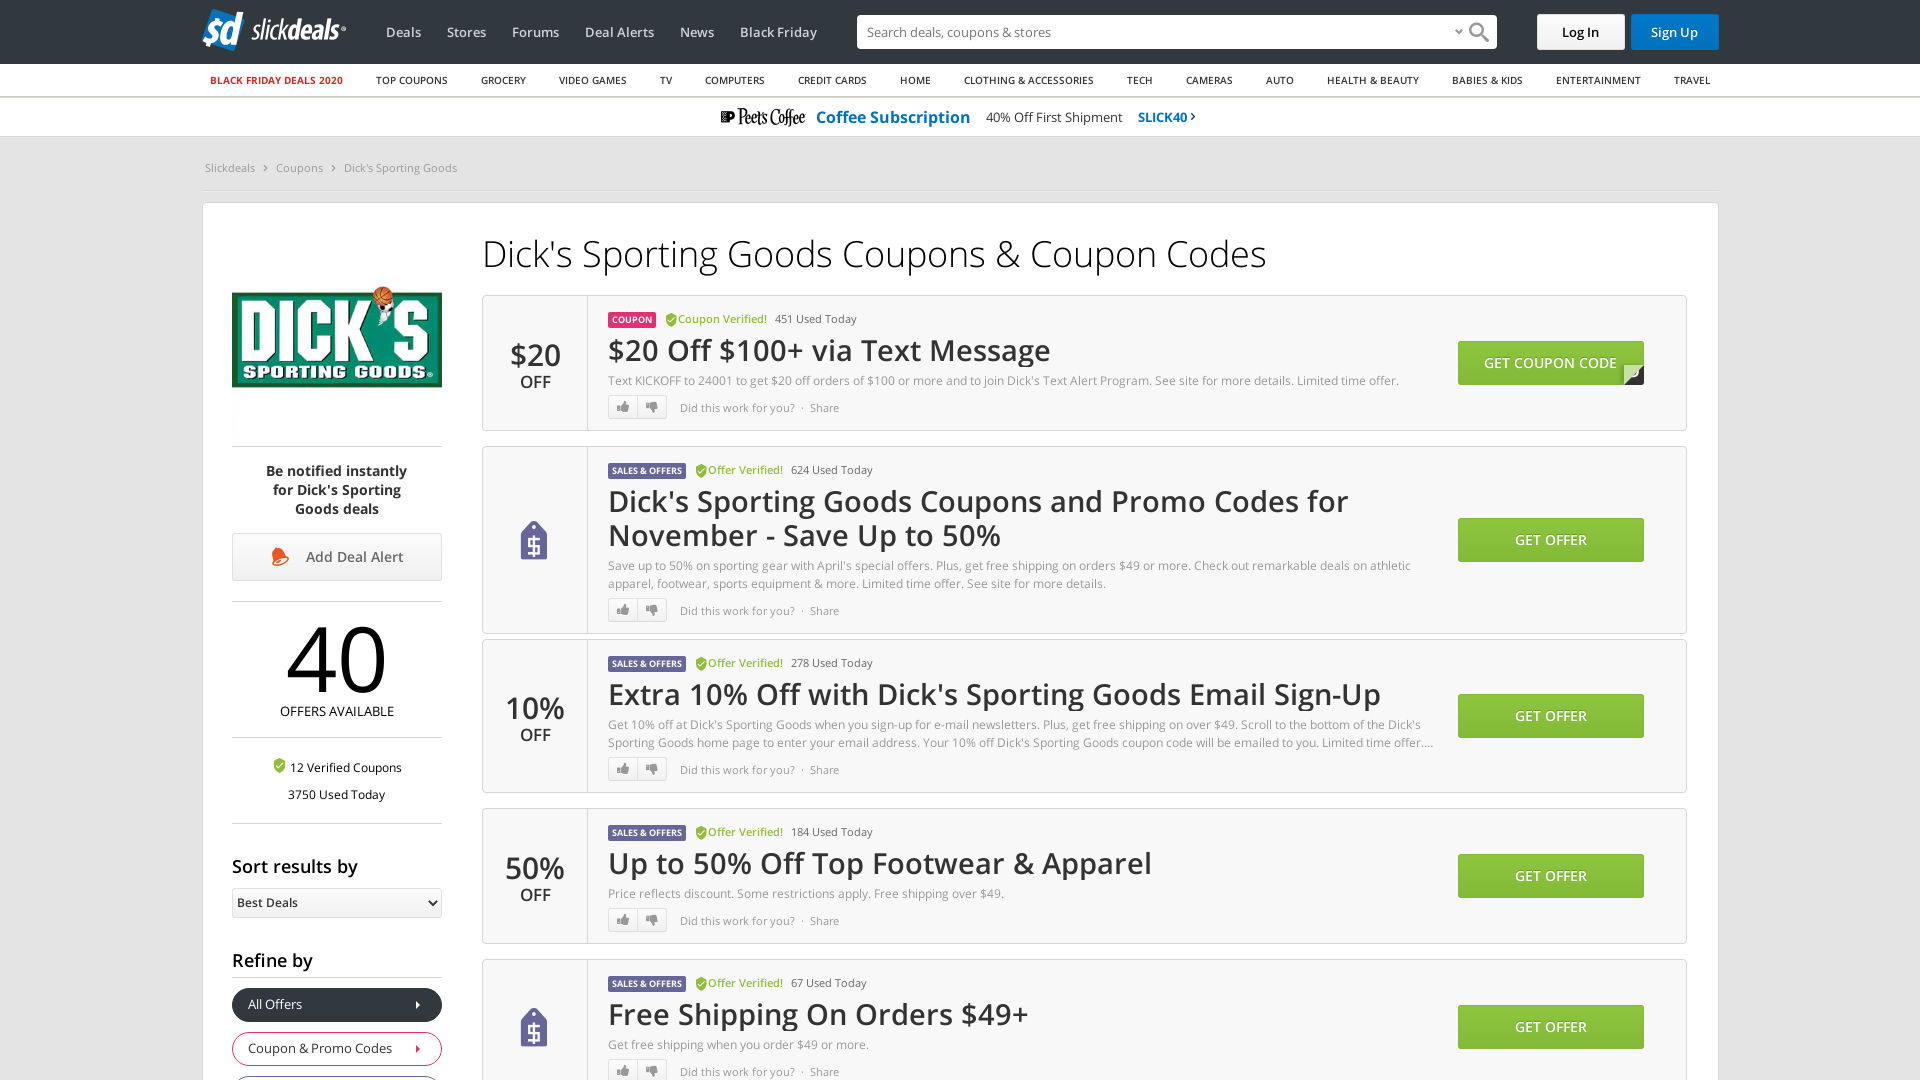 sd slickdeals
Deals
Stores
Forums
Deal Alerts
News
Black Friday
Search deals, coupons & stores
Log In
Sign Up
BLACK FRIDAY DEALS 2020
TOP COUPONS
GROCERY
VIDEO GAMES
TV
COMPUTERS
CREDIT CARDS
HOME
CLOTHING & ACCESSORIES
TECH
CAMERAS
AUTO
HEALTH & BEAUTY
BABIES & KIDS
ENTERTAINMENT
TRAVEL
Peet's Coffee Coffee Subscription 40% Off First Shipment SLICK40
Slickdeals > Coupons > Dick's Sporting Goods
DICK'S
SPORTING GOODS
Be notified instantly
for Dick's Sporting
Goods deals
Add Deal Alert
40
OFFERS AVAILABLE
12 Verified Coupons
3750 Used Today
Sort results by
Best Deals
Refine by
All Offers
Coupon & Promo Codes
Dick's Sporting Goods Coupons & Coupon Codes
$20
OFF
COUPON Coupon Verified! 451 Used Today
$20 Off $100+ via Text Message
Text KICKOFF to 24001 to get $20 off orders of $100 or more and to join Dick's Text Alert Program. See site for more details. Limited time offer.
Did this work for you? · Share
GET COUPON CODE
SALES & OFFERS Offer Verified! 624 Used Today
Dick's Sporting Goods Coupons and Promo Codes for
November - Save Up to 50%
Save up to 50% on sporting gear with April's special offers. Plus, get free shipping on orders $49 or more. Check out remarkable deals on athletic
apparel, footwear, sports equipment & more. Limited time offer. See site for more details.
Did this work for you? · Share
GET OFFER
10%
OFF
SALES & OFFERS Offer Verified! 278 Used Today
Extra 10% Off with Dick's Sporting Goods Email Sign-Up
Get 10% off at Dick's Sporting Goods when you sign-up for e-mail newsletters. Plus, get free shipping on over $49. Scroll to the bottom of the Dick's
Sporting Goods home page to enter your email address. Your 10% off Dick's Sporting Goods coupon code will be emailed to you. Limited time offer....
Did this work for you? · Share
GET OFFER
50%
OFF
SALES & OFFERS Offer Verified! 184 Used Today
Up to 50% Off Top Footwear & Apparel
Price reflects discount. Some restrictions apply. Free shipping over $49.
Did this work for you? · Share
GET OFFER
SALES & OFFERS Offer Verified! 67 Used Today
Free Shipping On Orders $49+
Get free shipping when you order $49 or more.
Did this work for you? · Share
GET OFFER